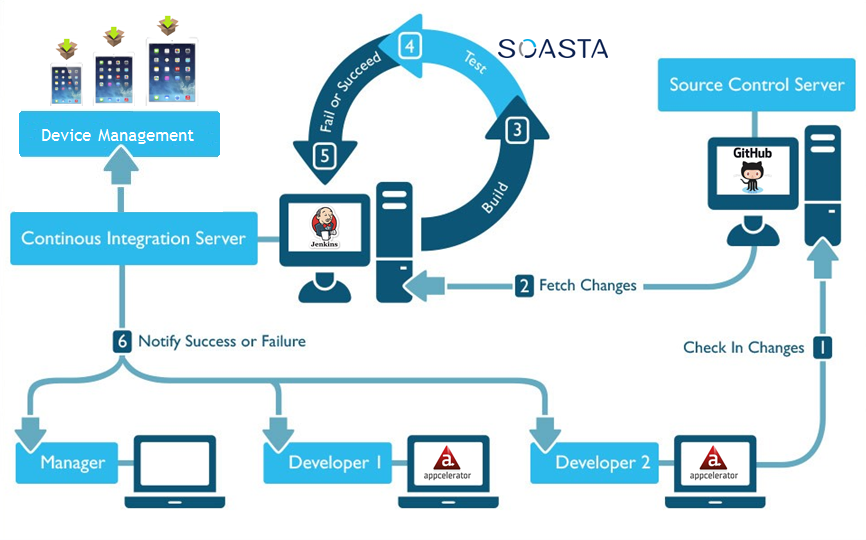 SOASTA
4
Test
Fail or Succeed
Source Control Server
Device Management
3
GitHub
5
Build
Continous Integration Server
Jenkins
2 Fetch Changes
6 Notify Success or Failure
Check In Changes 1
Manager
Developer 1
a
appcelerator
Developer 2
a
appcelerator